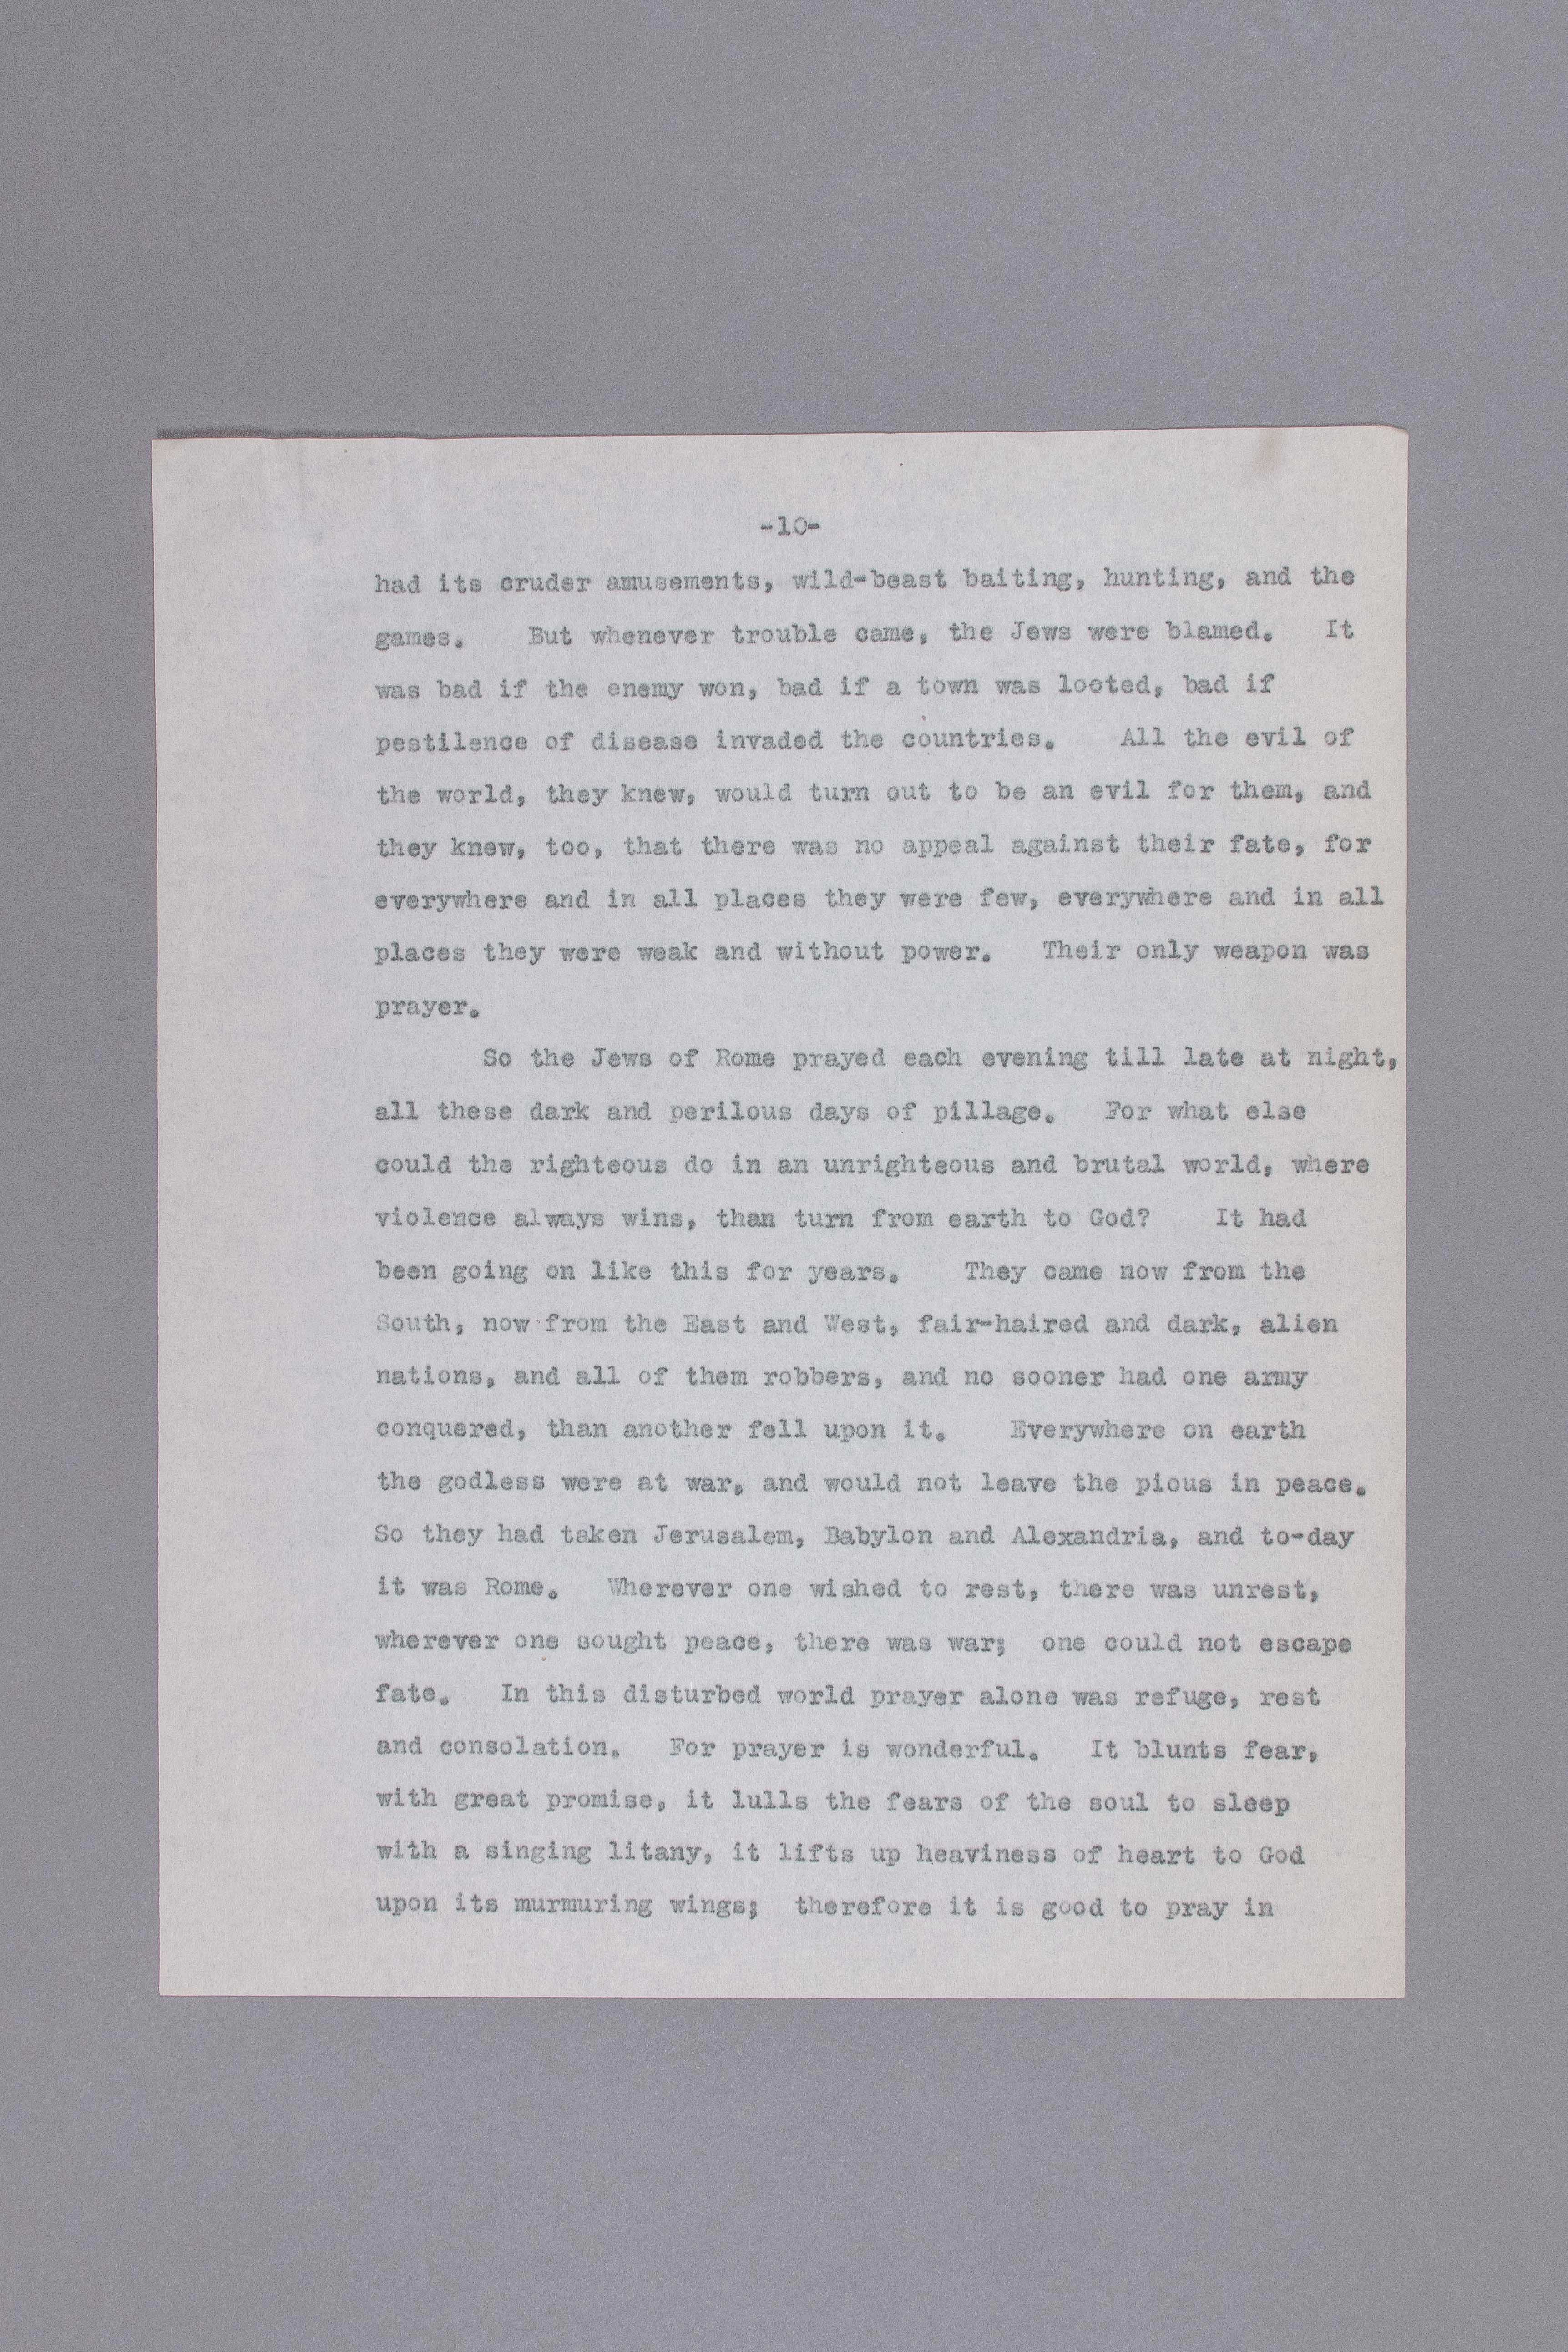 -10-
had its cruder amusements, wild-beast baiting, hunting, and the
games. But whenever trouble came, the Jews were blamed. It
was bad if the enemy won, bad if a town was looted, bad if
pestilence of disease invaded the countries. All the evil of
the world, they knew, would turn out to be an evil for them, and
they knew, too, that there was no appeal against their fate, for
everywhere and in all places they were few, everywhere and in all
places they were weak and without power. Their only weapon was
prayer.
So the Jews of Rome prayed each evening till late at night,
all these dark and perilous days of pillage. For what else
could the righteous do in an unrighteous and brutal world, where
violence always wins, than turn from earth to God? It had
been going on like this for years. They came now from the
South, now from the East and West, fair-haired and dark, alien
nations, and all of them robbers, and no sooner had one army
conquered, than another fell upon it. Everywhere on earth
the godless were at war, and would not leave the pious in peace.
So they had taken Jerusalem, Babylon and Alexandria, and to-day
it was Rome. Wherever one wished to rest, there was unrest,
wherever one sought peace, there was war; one could not escape
fate. In this disturbed world prayer alone was refuge, rest
and consolation. For prayer is wonderful. It blunts fear,
with great promise, it lulls the fears of the soul to sleep
with a singing litany, it lifts up heaviness of heart to God
upon its murmuring wings; therefore it is good to pray in